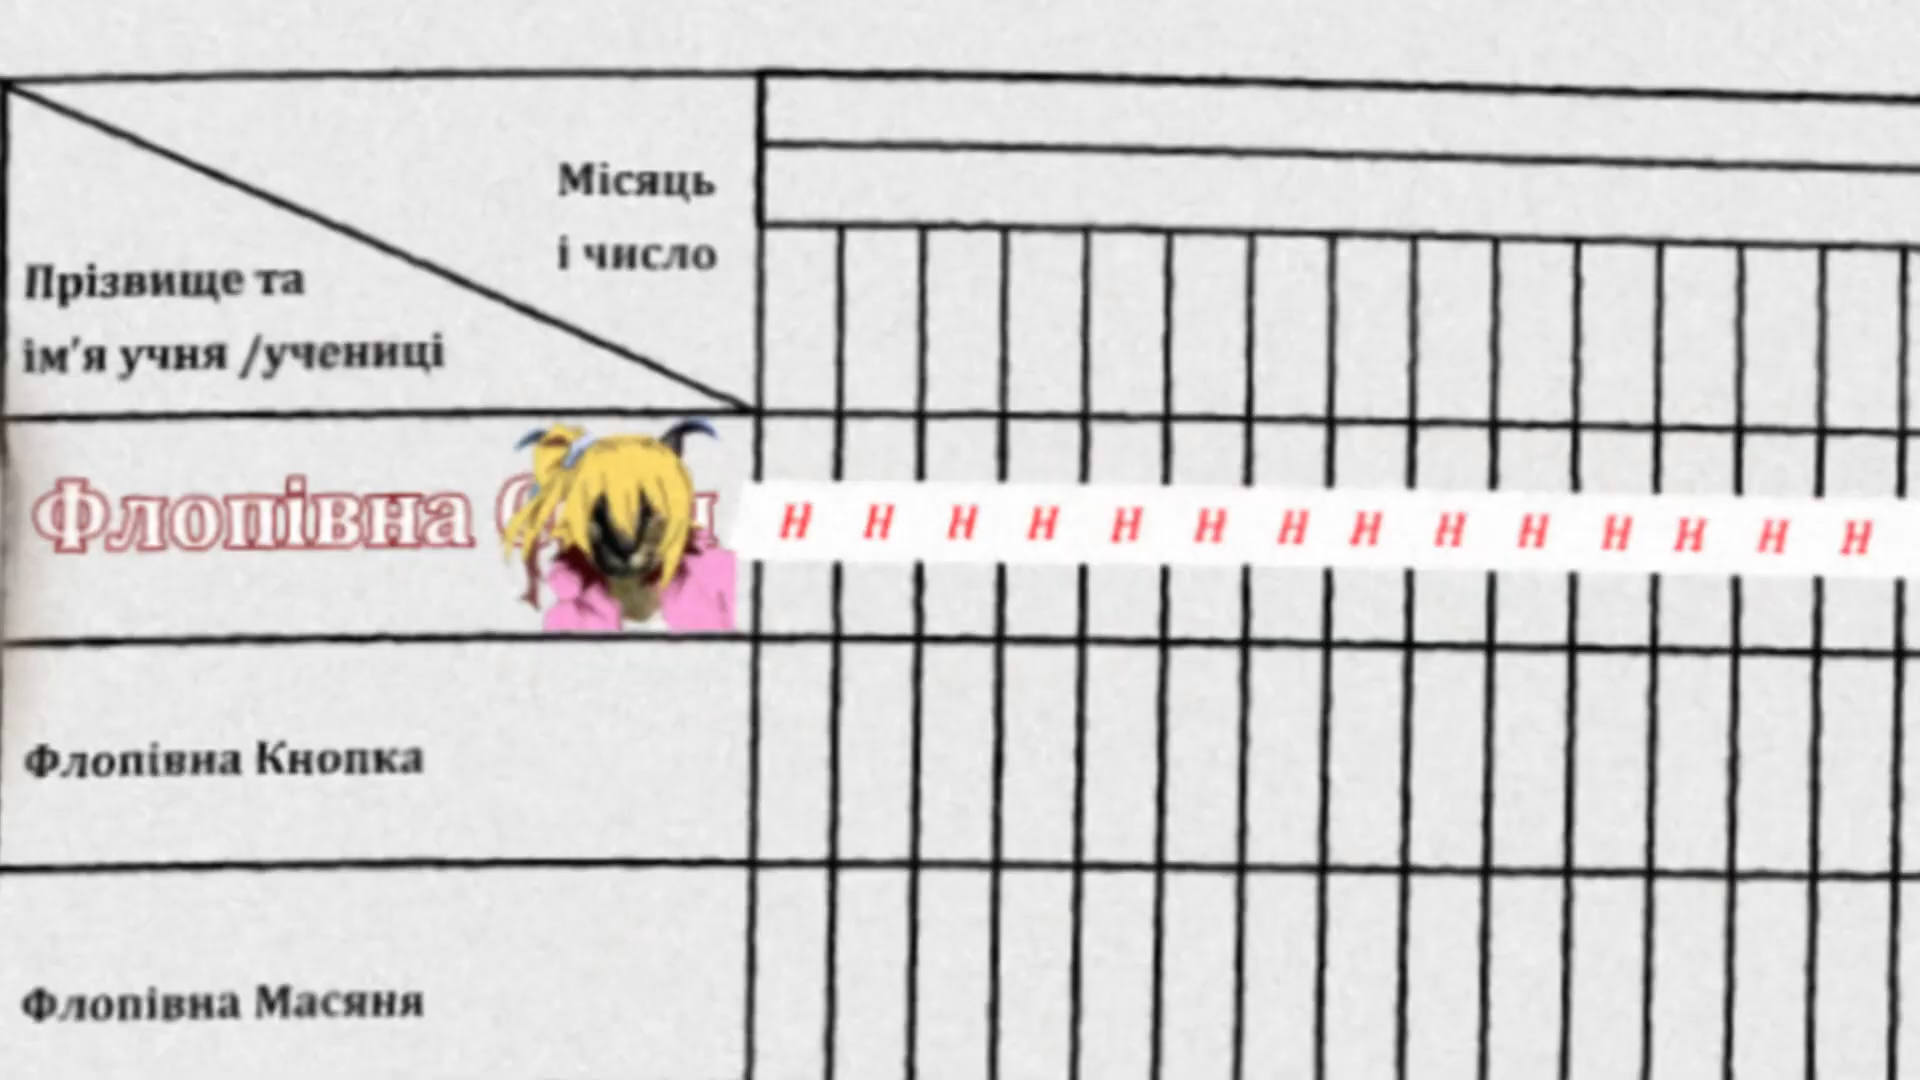 Місяць
і число
Прізвище та
ім'я учня /учениці
Флопівна
Н Н Н Н Н Н Н Н Н Н Н Н Н Н
Флопівна Кнопка
Флопівна Масяня